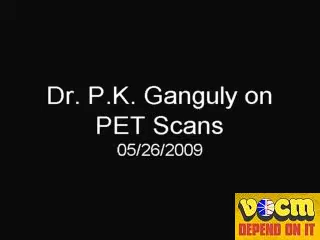 Dr. P.K. Ganguly on
PET Scans
05/26/2009
vocm
DEPEND ON IT